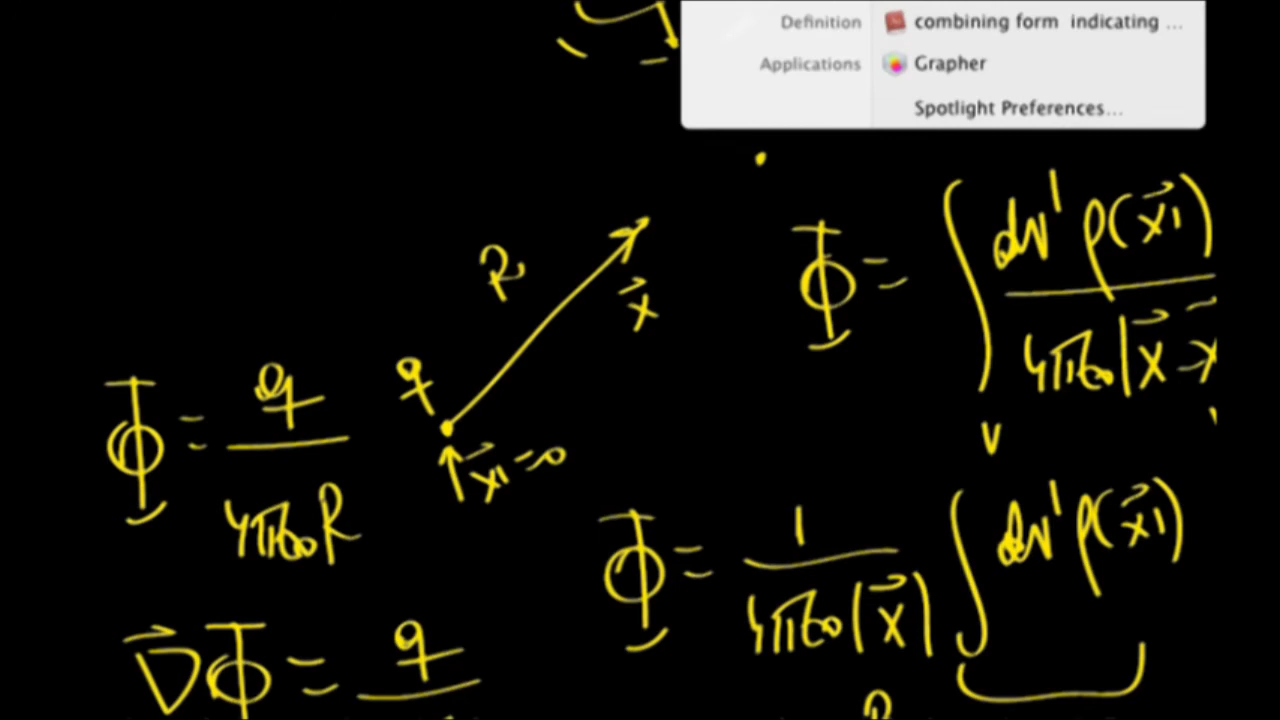 Definition combining form indicating ...
Applications Grapher
Spotlight Preferences...
R
x⃗
q
x⃗' = 0
Φ = q / 4πε₀R
Φ = ∫ dV' ρ(x⃗') / 4πε₀|x⃗ - x⃗
V
Φ = 1 / 4πε₀|x⃗| ∫ dV' ρ(x⃗')
∇⃗Φ = q